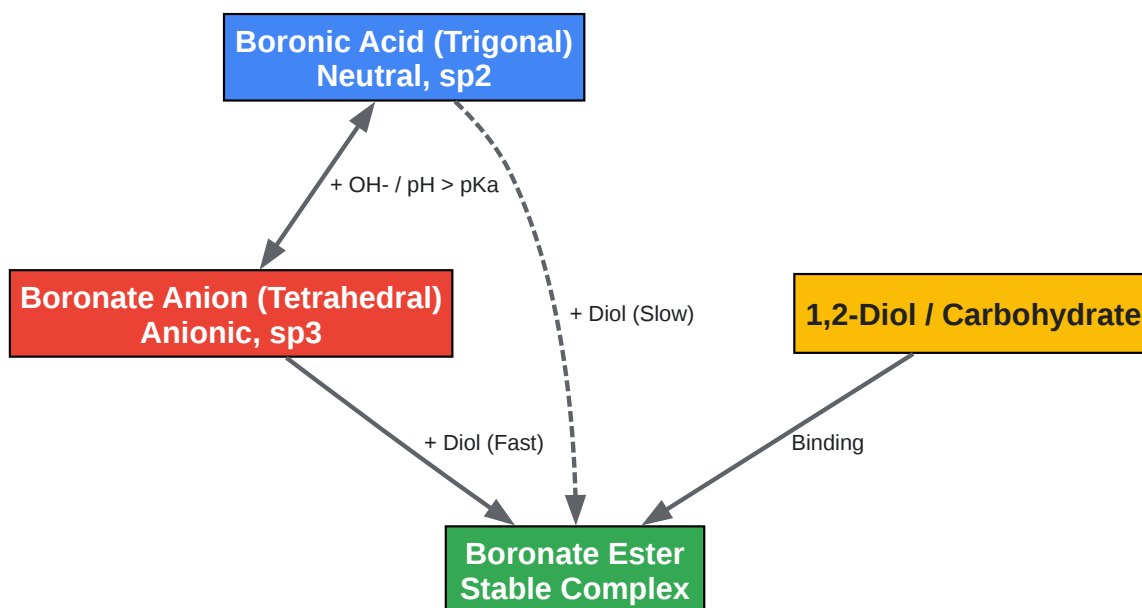 Boronic Acid (Trigonal)
Neutral, sp2
+ OH- / pH > pKa
Boronate Anion (Tetrahedral)
Anionic, sp3
+ Diol (Slow)
1,2-Diol / Carbohydrate
+ Diol (Fast)
Binding
Boronate Ester
Stable Complex